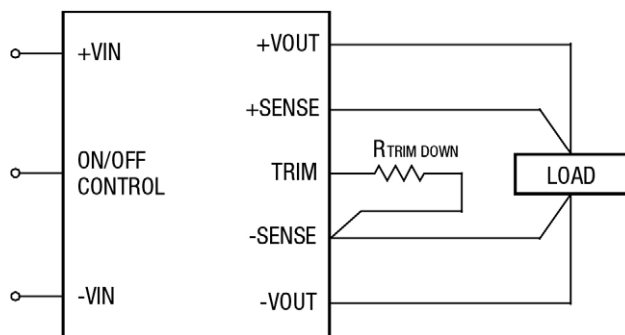 +VIN
ON/OFF
CONTROL
-VIN
+VOUT
+SENSE
TRIM
-SENSE
-VOUT
RTRIM DOWN
LOAD